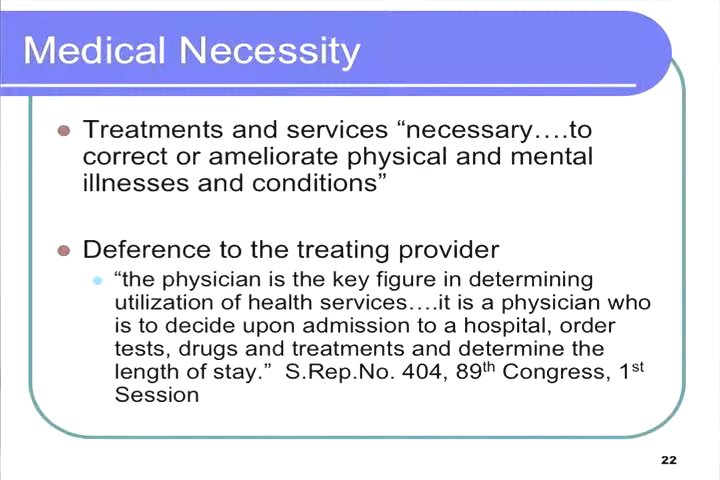 Medical Necessity
Treatments and services “necessary….to
correct or ameliorate physical and mental
illnesses and conditions”
Deference to the treating provider
“the physician is the key figure in determining
utilization of health services….it is a physician who
is to decide upon admission to a hospital, order
tests, drugs and treatments and determine the
length of stay.” S.Rep.No. 404, 89th Congress, 1st
Session
22